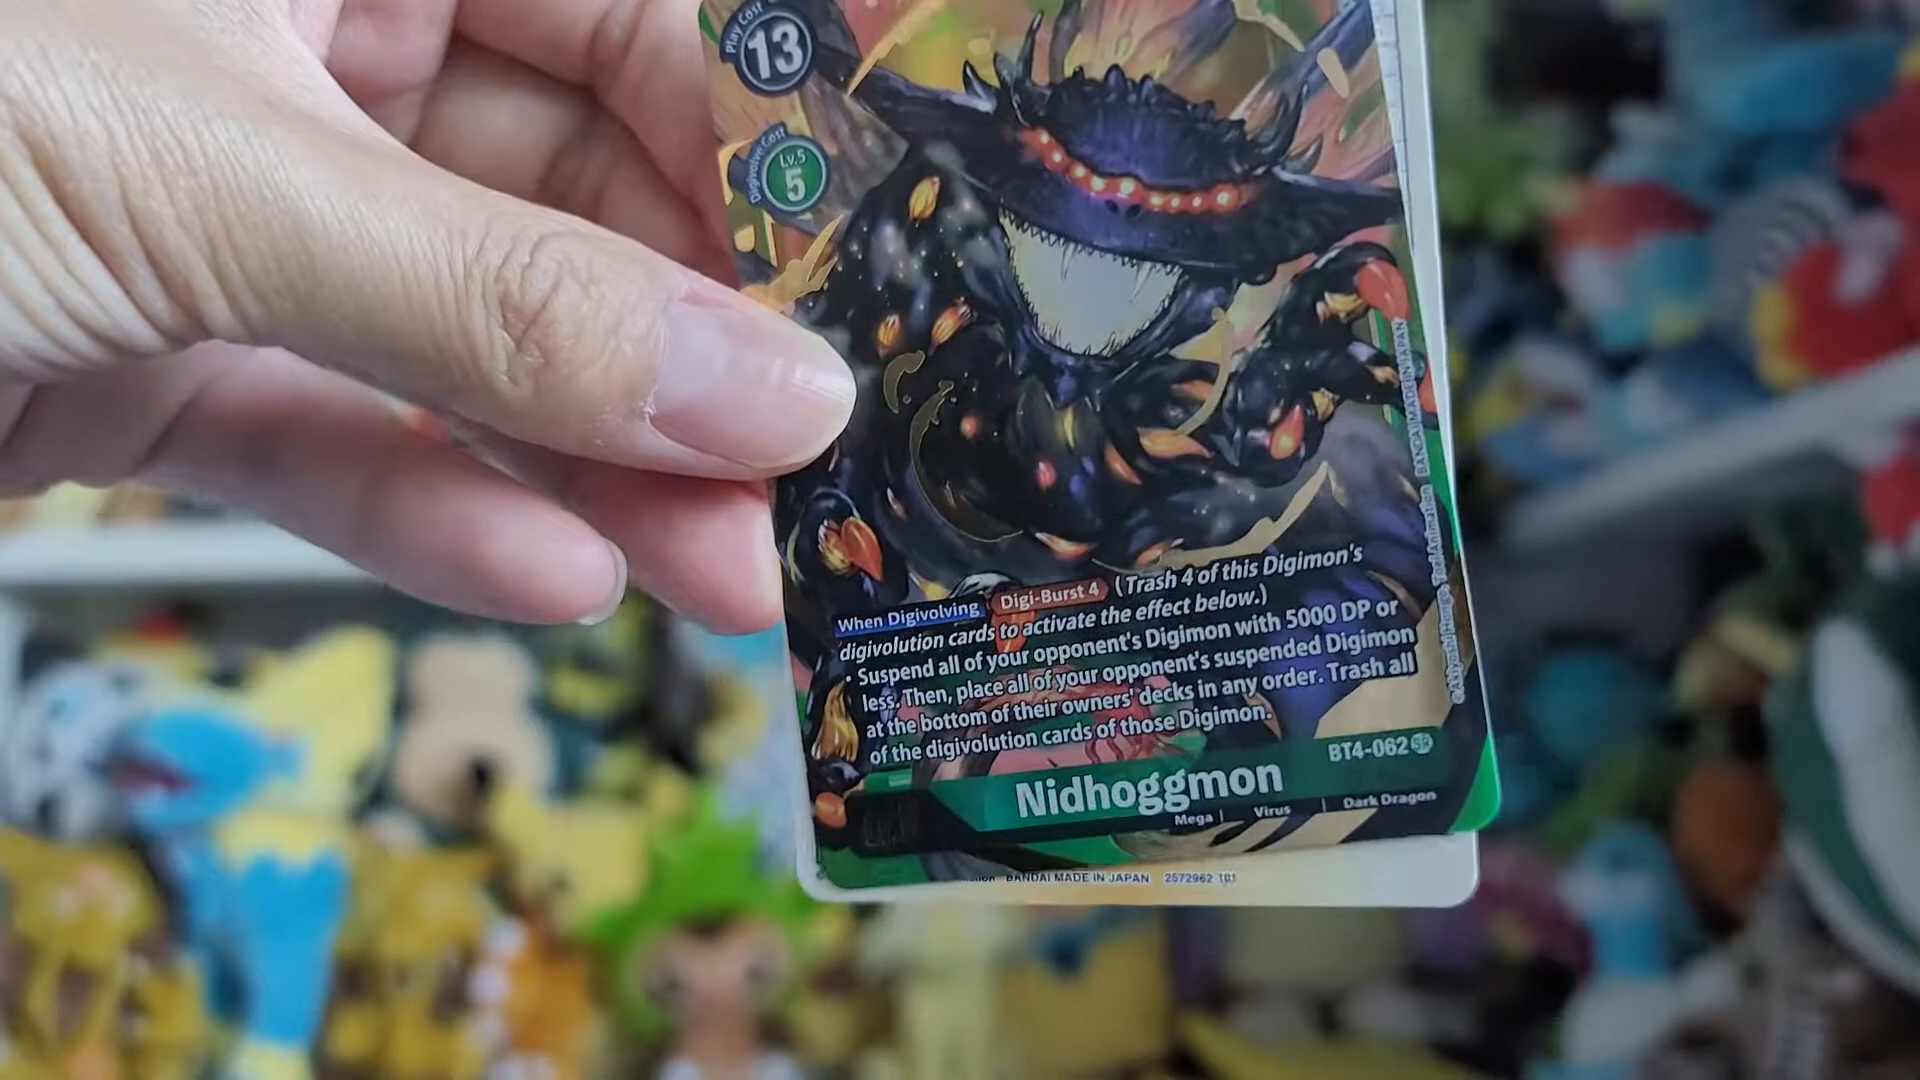 Play Cost
13
Digivolve Cost
Lv.5
5
When Digivolving Digi-Burst 4 (Trash 4 of this Digimon's
digivolution cards to activate the effect below.)
• Suspend all of your opponent's Digimon with 5000 DP or
less. Then, place all of your opponent's suspended Digimon
at the bottom of their owners' decks in any order. Trash all
of the digivolution cards of those Digimon.
BT4-062 SR
Nidhoggmon
Mega | Virus | Dark Dragon
©Akiyoshi Hongo, Toei Animation BANDAI MADE IN JAPAN
BANDAI MADE IN JAPAN 2572962 101